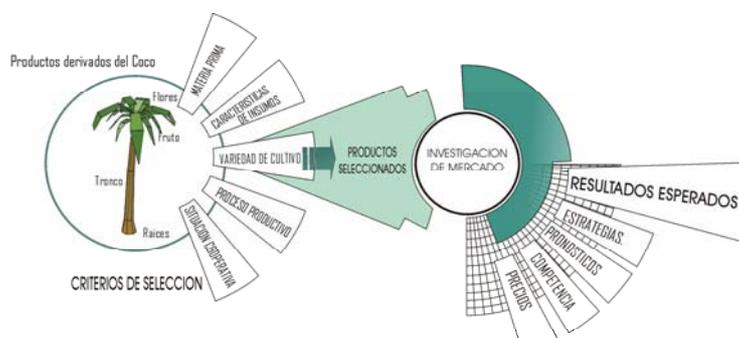 Productos derivados del Coco
Flores
Fruto
Tronco
Raices
CRITERIOS DE SELECCION
MATERIA PRIMA
CARACTERISTICAS
DE INSUMOS
VARIEDAD DE CULTIVO
PROCESO PRODUCTIVO
SITUACION COOPERATIVA
PRODUCTOS
SELECCIONADOS
INVESTIGACION
DE MERCADO
RESULTADOS ESPERADOS
ESTRATEGIAS.
PRONOSTICOS
COMPETENCIA
PRECIOS